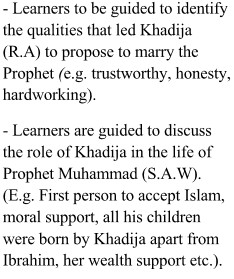 - Learners to be guided to identify
the qualities that led Khadija
(R.A) to propose to marry the
Prophet (e.g. trustworthy, honesty,
hardworking).
- Learners are guided to discuss
the role of Khadija in the life of
Prophet Muhammad (S.A.W).
(E.g. First person to accept Islam,
moral support, all his children
were born by Khadija apart from
Ibrahim, her wealth support etc.).